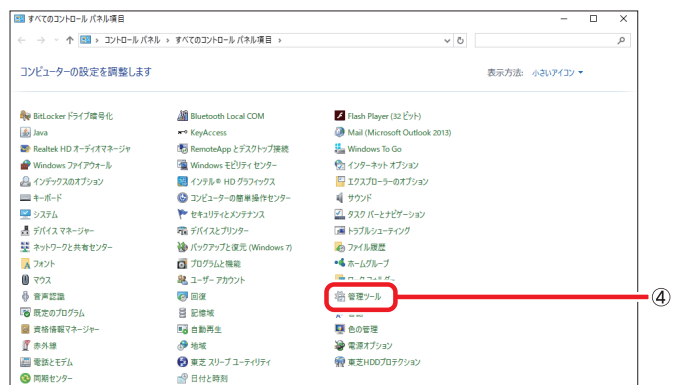 すべてのコントロール パネル項目
コントロール パネル > すべてのコントロール パネル項目 >
コンピューターの設定を調整します
表示方法: 小さいアイコン
BitLocker ドライブ暗号化
Bluetooth Local COM
Flash Player (32 ビット)
Java
KeyAccess
Mail (Microsoft Outlook 2013)
Realtek HD オーディオマネージャ
RemoteApp とデスクトップ接続
Windows To Go
Windows ファイアウォール
Windows モビリティ センター
インターネット オプション
インデックスのオプション
インテル® HD グラフィックス
エクスプローラーのオプション
キーボード
コンピューターの簡単操作センター
サウンド
システム
セキュリティとメンテナンス
タスク バーとナビゲーション
デバイス マネージャー
デバイスとプリンター
トラブルシューティング
ネットワークと共有センター
バックアップと復元 (Windows 7)
ファイル履歴
フォント
プログラムと機能
ホームグループ
マウス
ユーザー アカウント
音声認識
回復
管理ツール
④
既定のプログラム
記憶域
資格情報マネージャー
自動再生
色の管理
赤外線
地域
電源オプション
電話とモデム
東芝 スリープ ユーティリティ
東芝HDDプロテクション
同期センター
日付と時刻